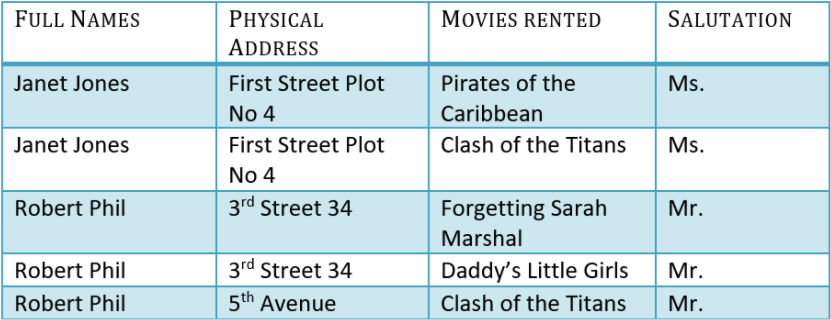 FULL NAMES PHYSICAL ADDRESS MOVIES RENTED SALUTATION
Janet Jones First Street Plot No 4 Pirates of the Caribbean Ms.
Janet Jones First Street Plot No 4 Clash of the Titans Ms.
Robert Phil 3rd Street 34 Forgetting Sarah Marshal Mr.
Robert Phil 3rd Street 34 Daddy’s Little Girls Mr.
Robert Phil 5th Avenue Clash of the Titans Mr.